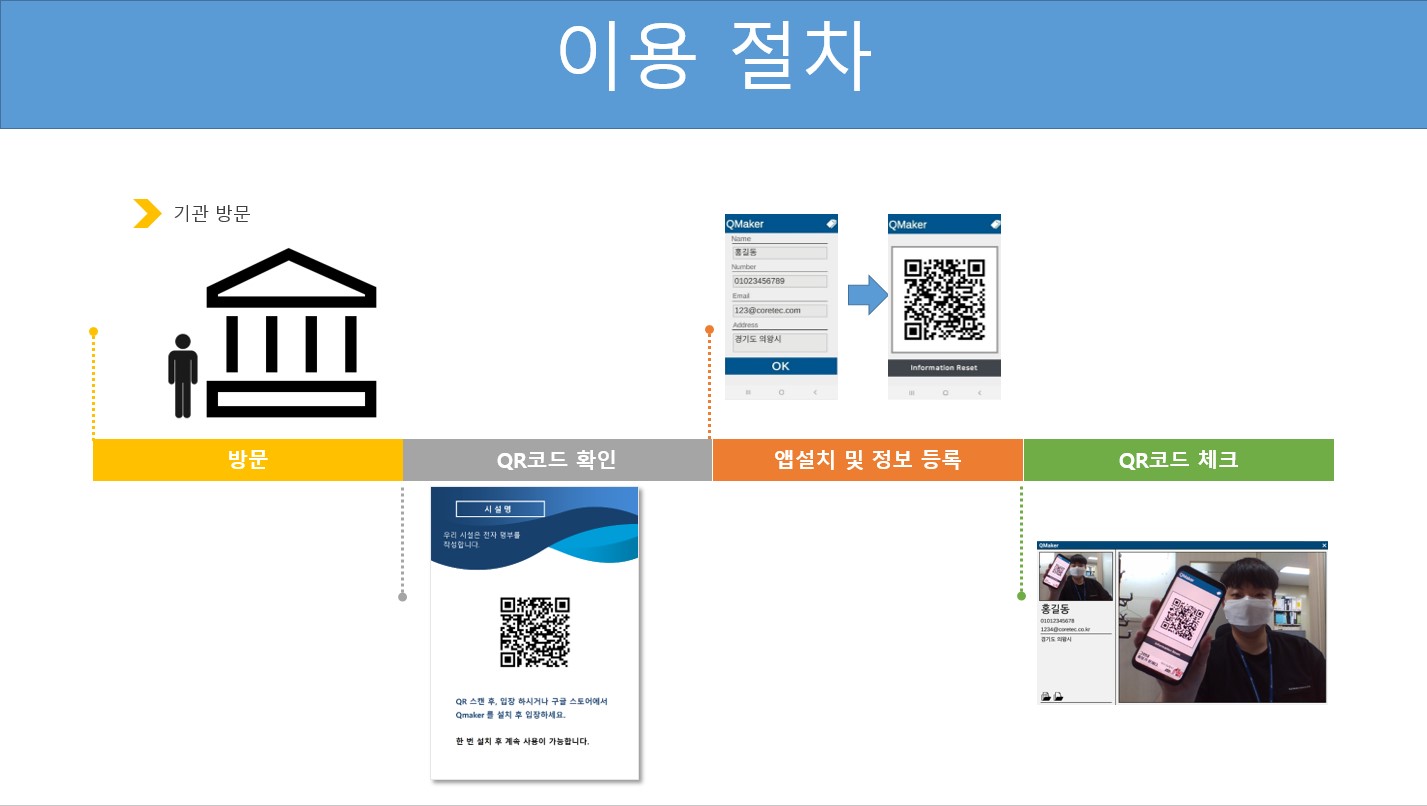 이용 절차
기관 방문
QMaker
Name
홍길동
Number
01023456789
Email
123@coretec.com
Address
경기도 의왕시
OK
QMaker
Information Reset
방문
QR코드 확인
앱설치 및 정보 등록
QR코드 체크
시설명
우리 시설은 전자 명부를
작성합니다.
QR 스캔 후, 입장 하시거나 구글 스토어에서
Qmaker 를 설치 후 입장하세요.
한 번 설치 후 계속 사용이 가능합니다.
QMaker
홍길동
01012345678
1234@coretec.co.kr
경기도 의왕시
QMaker
Information Reset